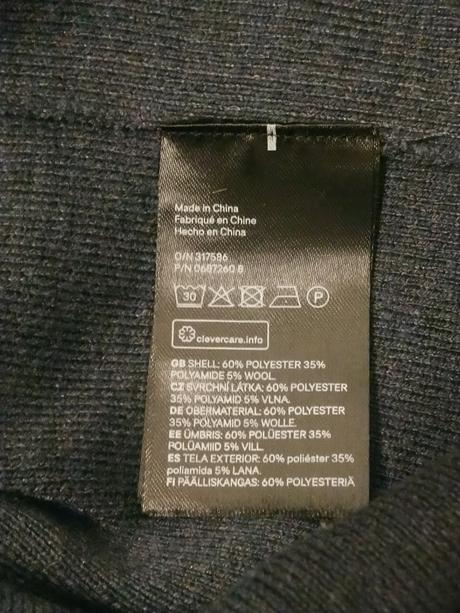 Made in China
Fabriqué en Chine
Hecho en China
O/N 317586
P/N 0687260 8
30
P
clevercare.info
GB SHELL: 60% POLYESTER 35%
POLYAMIDE 5% WOOL.
CZ SVRCHNÍ LÁTKA: 60% POLYESTER
35% POLYAMID 5% VLNA.
DE OBERMATERIAL: 60% POLYESTER
35% POLYAMID 5% WOLLE.
EE ÜMBRIS: 60% POLÜESTER 35%
POLÜAMIID 5% VILL.
ES TELA EXTERIOR: 60% poliéster 35%
poliamida 5% LANA.
FI PÄÄLLISKANGAS: 60% POLYESTERIÄ